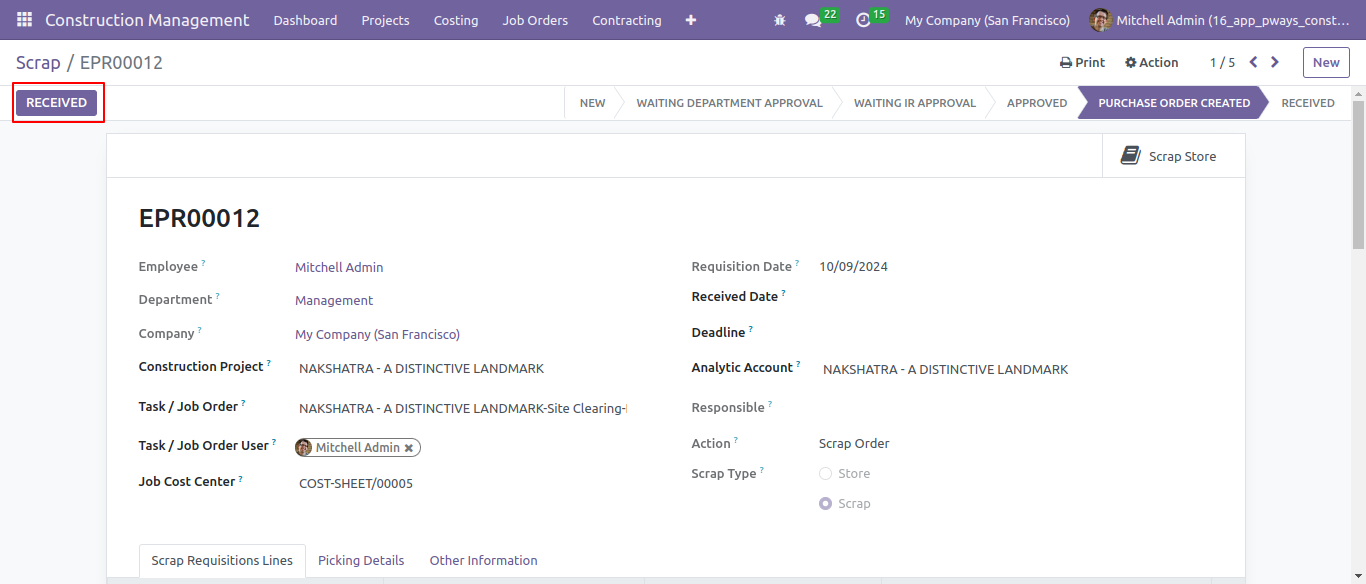 Construction Management Dashboard Projects Costing Job Orders Contracting + 22 15 My Company (San Francisco) Mitchell Admin (16_app_pways_const...
Scrap / EPR00012 Print Action 1 / 5 New
RECEIVED NEW WAITING DEPARTMENT APPROVAL WAITING IR APPROVAL APPROVED PURCHASE ORDER CREATED RECEIVED
Scrap Store
EPR00012
Employee ? Mitchell Admin Requisition Date ? 10/09/2024
Department ? Management Received Date ?
Company ? My Company (San Francisco) Deadline ?
Construction Project ? NAKSHATRA - A DISTINCTIVE LANDMARK Analytic Account ? NAKSHATRA - A DISTINCTIVE LANDMARK
Task / Job Order ? NAKSHATRA - A DISTINCTIVE LANDMARK-Site Clearing- Responsible ?
Task / Job Order User ? Mitchell Admin Action ? Scrap Order
Job Cost Center ? COST-SHEET/00005 Scrap Type ? Store
Scrap
Scrap Requisitions Lines Picking Details Other Information